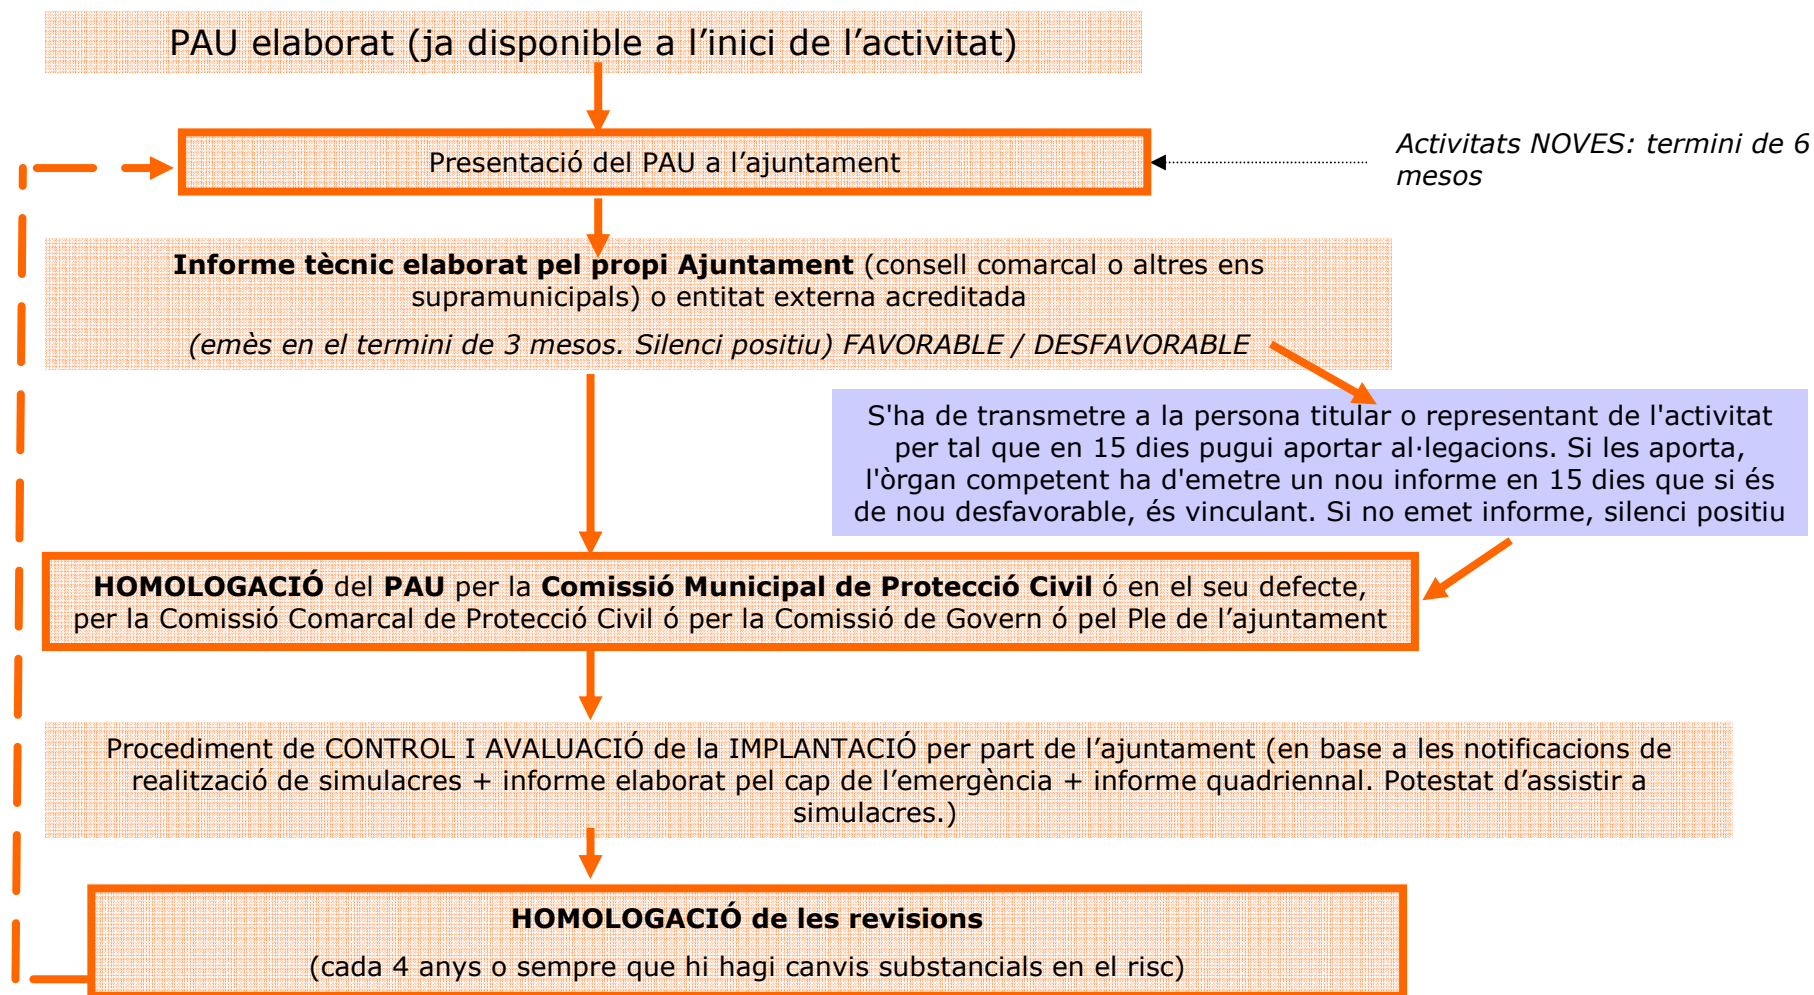 PAU elaborat (ja disponible a l’inici de l’activitat)
Presentació del PAU a l’ajuntament
Activitats NOVES: termini de 6
mesos
Informe tècnic elaborat pel propi Ajuntament (consell comarcal o altres ens
supramunicipals) o entitat externa acreditada
(emès en el termini de 3 mesos. Silenci positiu) FAVORABLE / DESFAVORABLE
S'ha de transmetre a la persona titular o representant de l'activitat
per tal que en 15 dies pugui aportar al·legacions. Si les aporta,
l'òrgan competent ha d'emetre un nou informe en 15 dies que si és
de nou desfavorable, és vinculant. Si no emet informe, silenci positiu
HOMOLOGACIÓ del PAU per la Comissió Municipal de Protecció Civil ó en el seu defecte,
per la Comissió Comarcal de Protecció Civil ó per la Comissió de Govern ó pel Ple de l’ajuntament
Procediment de CONTROL I AVALUACIÓ de la IMPLANTACIÓ per part de l’ajuntament (en base a les notificacions de
realització de simulacres + informe elaborat pel cap de l’emergència + informe quadriennal. Potestat d’assistir a
simulacres.)
HOMOLOGACIÓ de les revisions
(cada 4 anys o sempre que hi hagi canvis substancials en el risc)